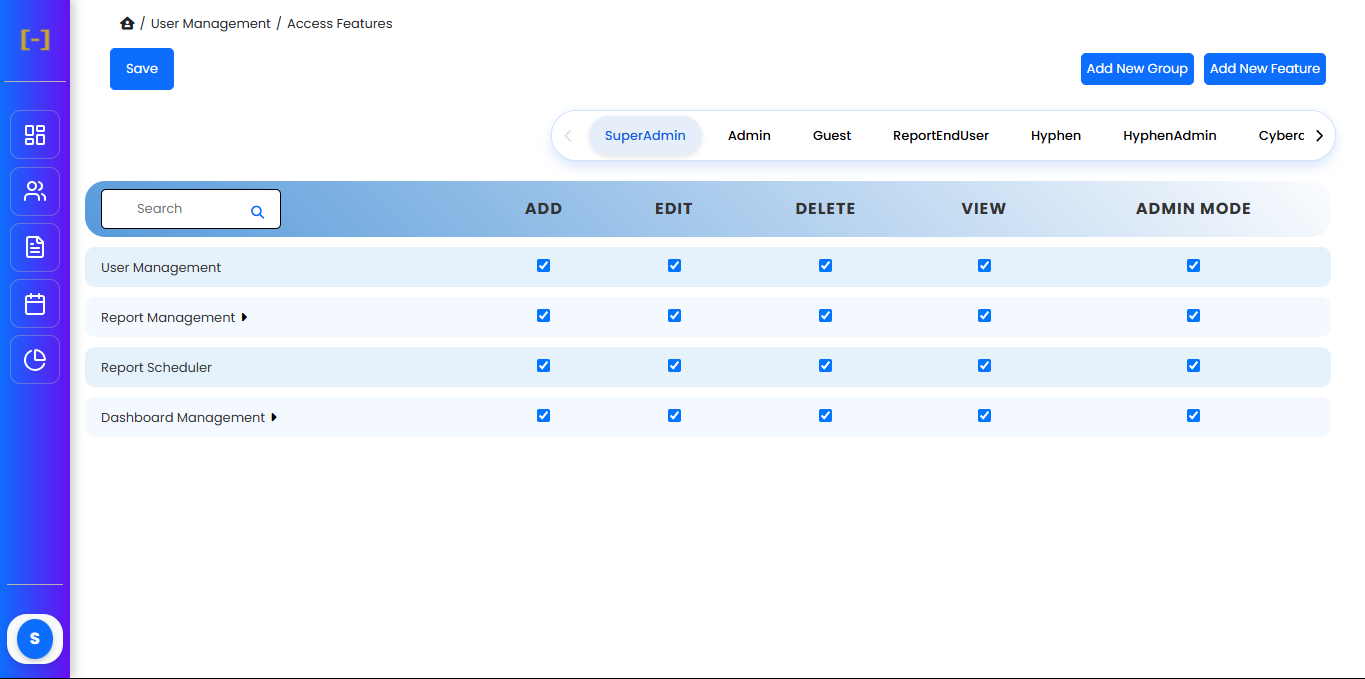 [-]
/ User Management / Access Features
Save
Add New Group
Add New Feature
SuperAdmin Admin Guest ReportEndUser Hyphen HyphenAdmin Cyberc
Search ADD EDIT DELETE VIEW ADMIN MODE
User Management
Report Management
Report Scheduler
Dashboard Management
S